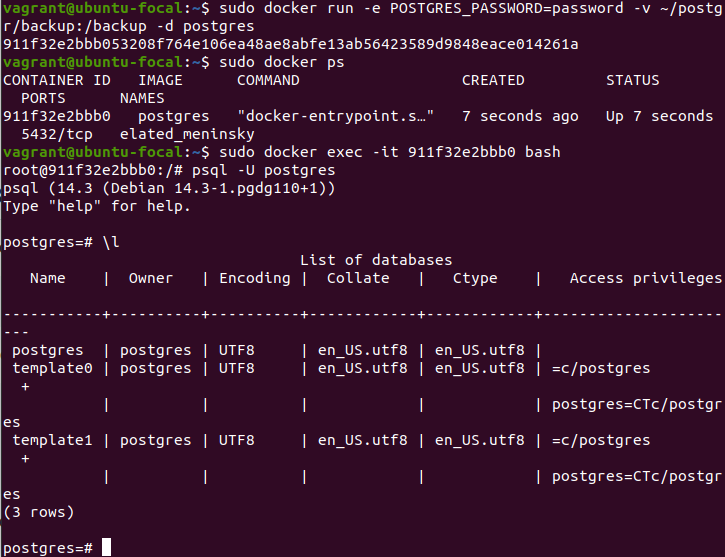 vagrant@ubuntu-focal:~$ sudo docker run -e POSTGRES_PASSWORD=password -v ~/postg
r/backup:/backup -d postgres
911f32e2bbb053208f764e106ea48ae8abfe13ab56423589d9848eace014261a
vagrant@ubuntu-focal:~$ sudo docker ps
CONTAINER ID   IMAGE      COMMAND                  CREATED         STATUS
  PORTS      NAMES
911f32e2bbb0   postgres   "docker-entrypoint.s…"   7 seconds ago   Up 7 seconds
  5432/tcp   elated_meninsky
vagrant@ubuntu-focal:~$ sudo docker exec -it 911f32e2bbb0 bash
root@911f32e2bbb0:/# psql -U postgres
psql (14.3 (Debian 14.3-1.pgdg110+1))
Type "help" for help.

postgres=# \l
                                 List of databases
   Name    |  Owner   | Encoding |  Collate   |   Ctype    |   Access privileges
-----------+----------+----------+------------+------------+--------------------
---
 postgres  | postgres | UTF8     | en_US.utf8 | en_US.utf8 |
 template0 | postgres | UTF8     | en_US.utf8 | en_US.utf8 | =c/postgres
  +
           |          |          |            |            | postgres=CTc/postgr
es
 template1 | postgres | UTF8     | en_US.utf8 | en_US.utf8 | =c/postgres
  +
           |          |          |            |            | postgres=CTc/postgr
es
(3 rows)

postgres=#